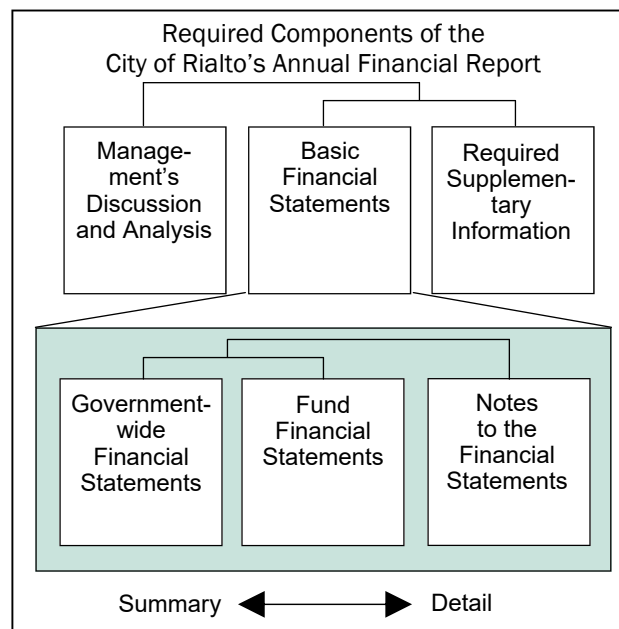 Required Components of the
City of Rialto's Annual Financial Report
Manage-
ment's
Discussion
and Analysis
Basic
Financial
Statements
Required
Supplemen-
tary
Information
Government-
wide
Financial
Statements
Fund
Financial
Statements
Notes
to the
Financial
Statements
Summary
Detail